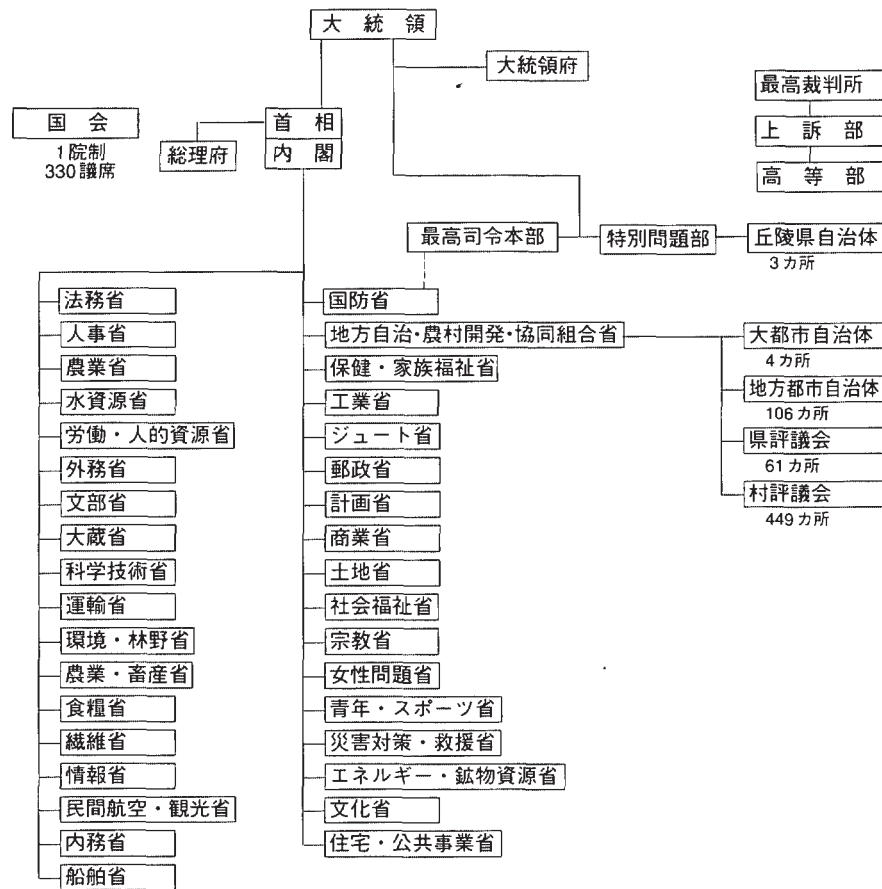 大統領
大統領府
最高裁判所
国会
首相
上訴部
1院制
総理府
内閣
330議席
高等部
最高司令本部
特別問題部
丘陵県自治体
3カ所
法務省
人事省
農業省
水資源省
労働・人的資源省
外務省
文部省
大蔵省
科学技術省
運輸省
環境・林野省
農業・畜産省
食糧省
繊維省
情報省
民間航空・観光省
内務省
船舶省
国防省
地方自治・農村開発・協同組合省
保健・家族福祉省
工業省
ジュート省
郵政省
計画省
商業省
土地省
社会福祉省
宗教省
女性問題省
青年・スポーツ省
災害対策・救援省
エネルギー・鉱物資源省
文化省
住宅・公共事業省
大都市自治体
4カ所
地方都市自治体
106カ所
県評議会
61カ所
村評議会
449カ所